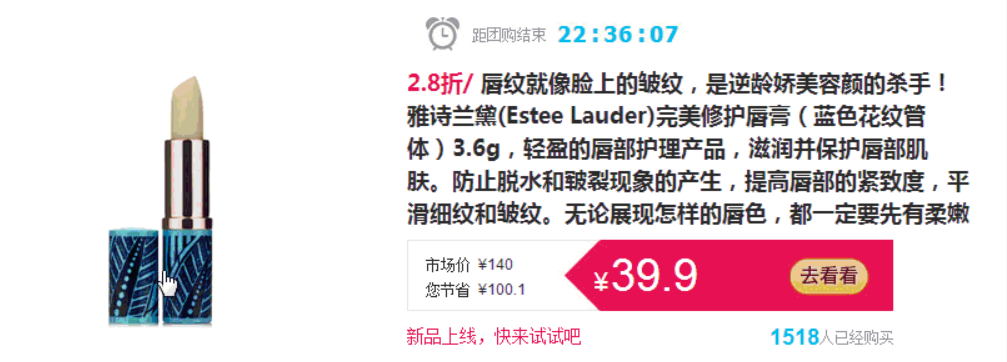 距团购结束 22:36:07
2.8折/ 唇纹就像脸上的皱纹，是逆龄娇美容颜的杀手！
雅诗兰黛(Estee Lauder)完美修护唇膏（蓝色花纹管
体）3.6g，轻盈的唇部护理产品，滋润并保护唇部肌
肤。防止脱水和皲裂现象的产生，提高唇部的紧致度，平
滑细纹和皱纹。无论展现怎样的唇色，都一定要先有柔嫩
市场价 ¥140
您节省 ¥100.1
¥39.9
去看看
新品上线，快来试试吧
1518人已经购买